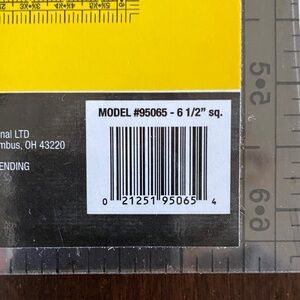 MODEL #95065 - 6 1/2" sq.
nal LTD
mbus, OH 43220
ENDING
0 21251 95065 4
5•5
6•6